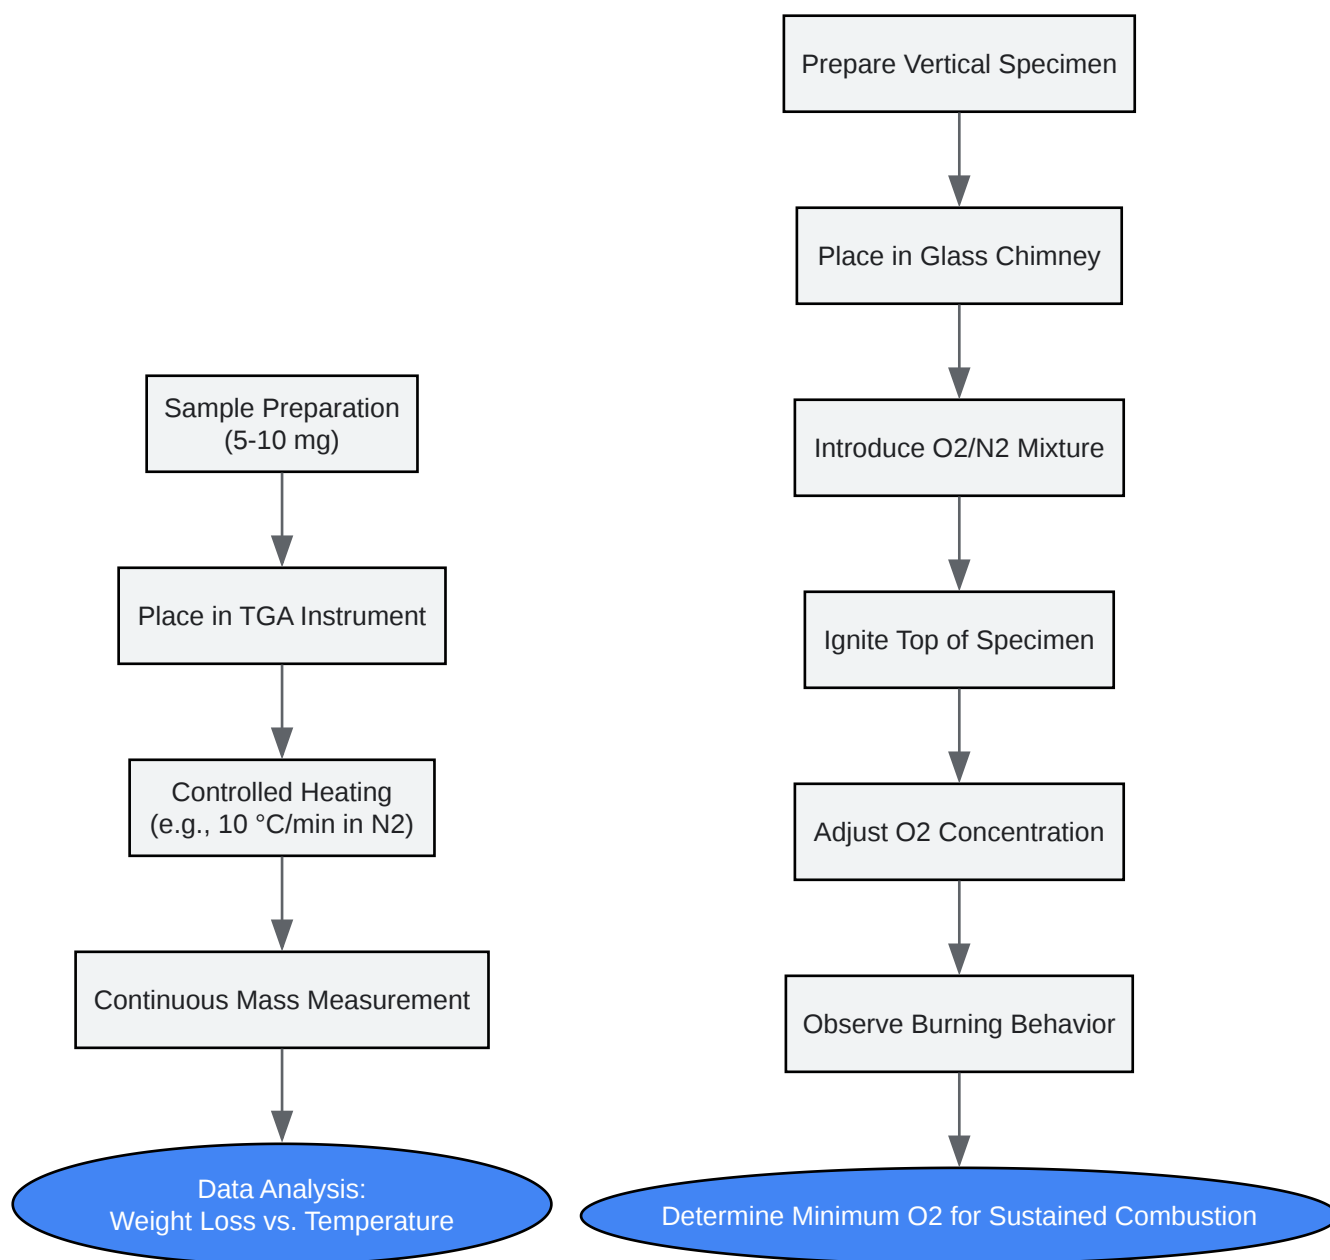 Sample Preparation
(5-10 mg)
Place in TGA Instrument
Controlled Heating
(e.g., 10 °C/min in N2)
Continuous Mass Measurement
Data Analysis:
Weight Loss vs. Temperature
Prepare Vertical Specimen
Place in Glass Chimney
Introduce O2/N2 Mixture
Ignite Top of Specimen
Adjust O2 Concentration
Observe Burning Behavior
Determine Minimum O2 for Sustained Combustion